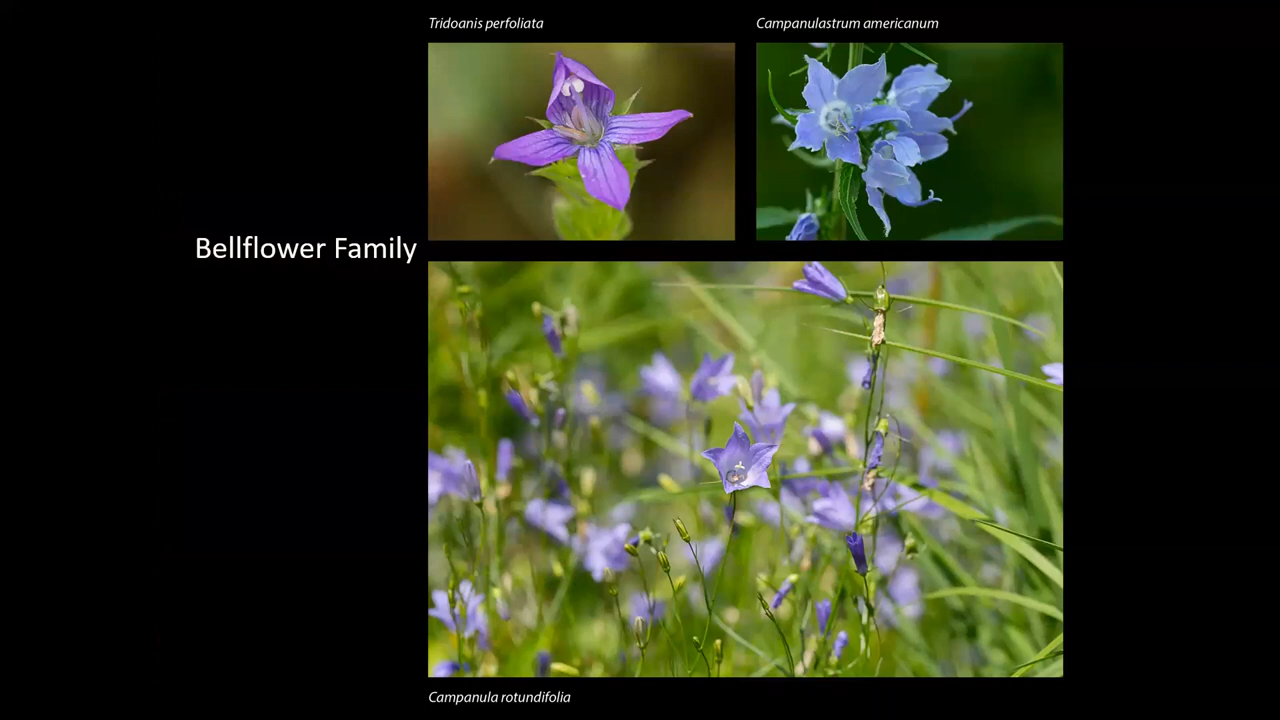 Tridoanis perfoliata
Campanulastrum americanum
Bellflower Family
Campanula rotundifolia